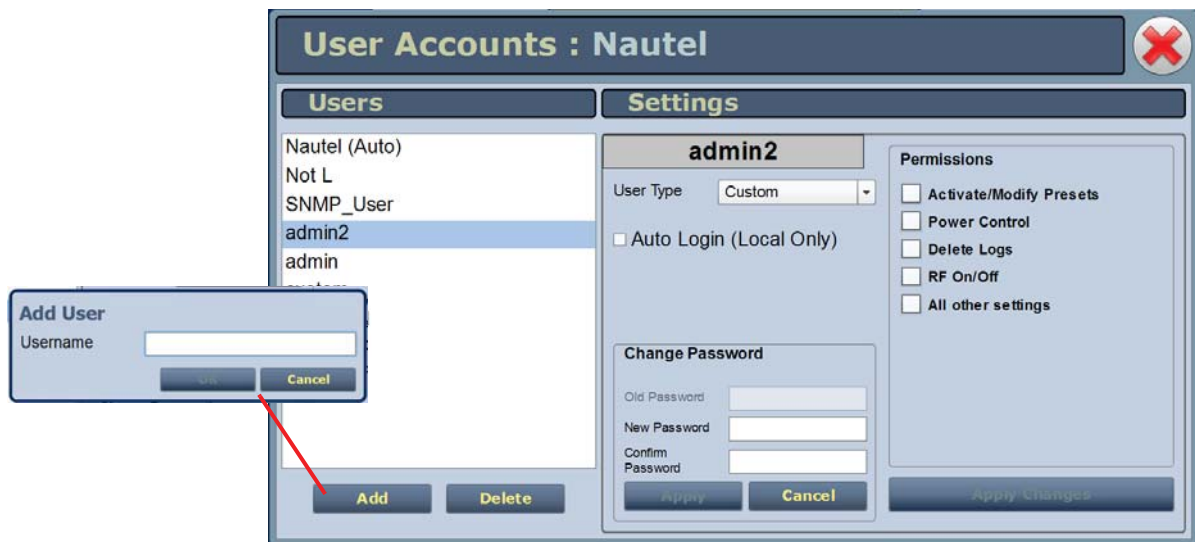 User Accounts : Nautel
Users
Nautel (Auto)
Not L
SNMP_User
admin2
admin
Add User
Username
OK
Cancel
Add
Delete
Settings
admin2
User Type
Custom
Auto Login (Local Only)
Change Password
Old Password
New Password
Confirm
Password
Apply
Cancel
Permissions
Activate/Modify Presets
Power Control
Delete Logs
RF On/Off
All other settings
Apply Changes